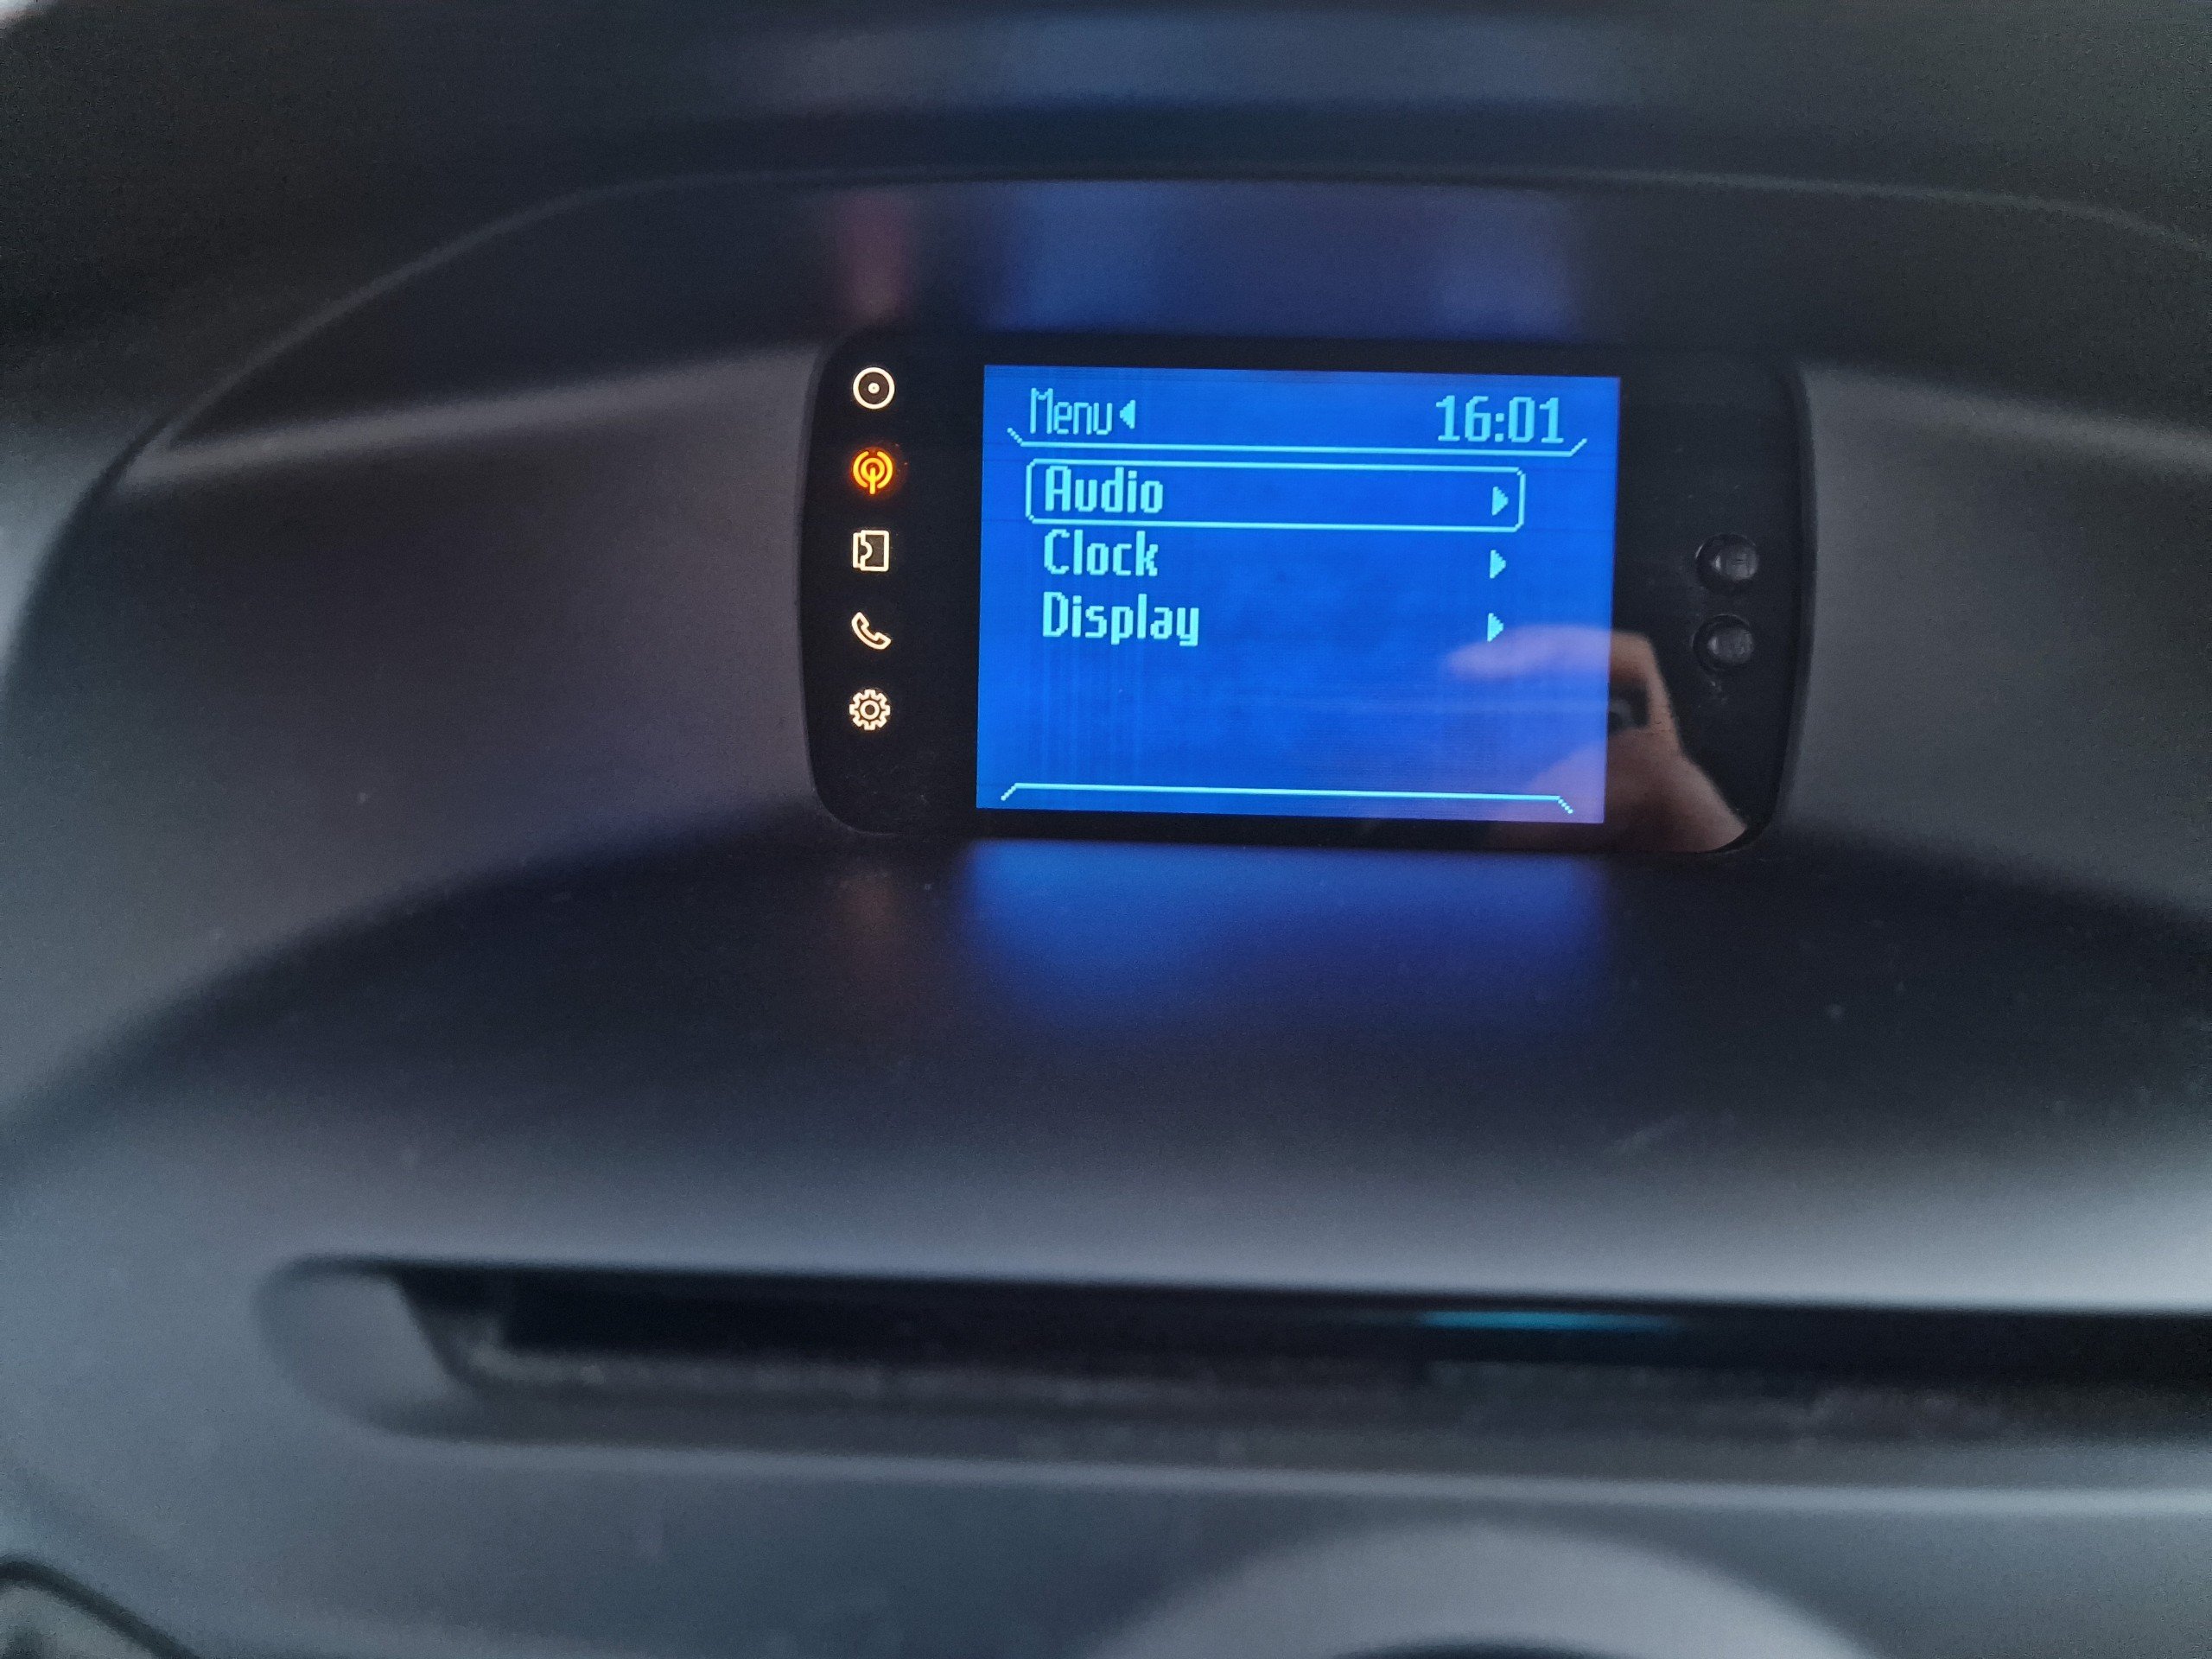 Menu
16:01
Audio
Clock
Display